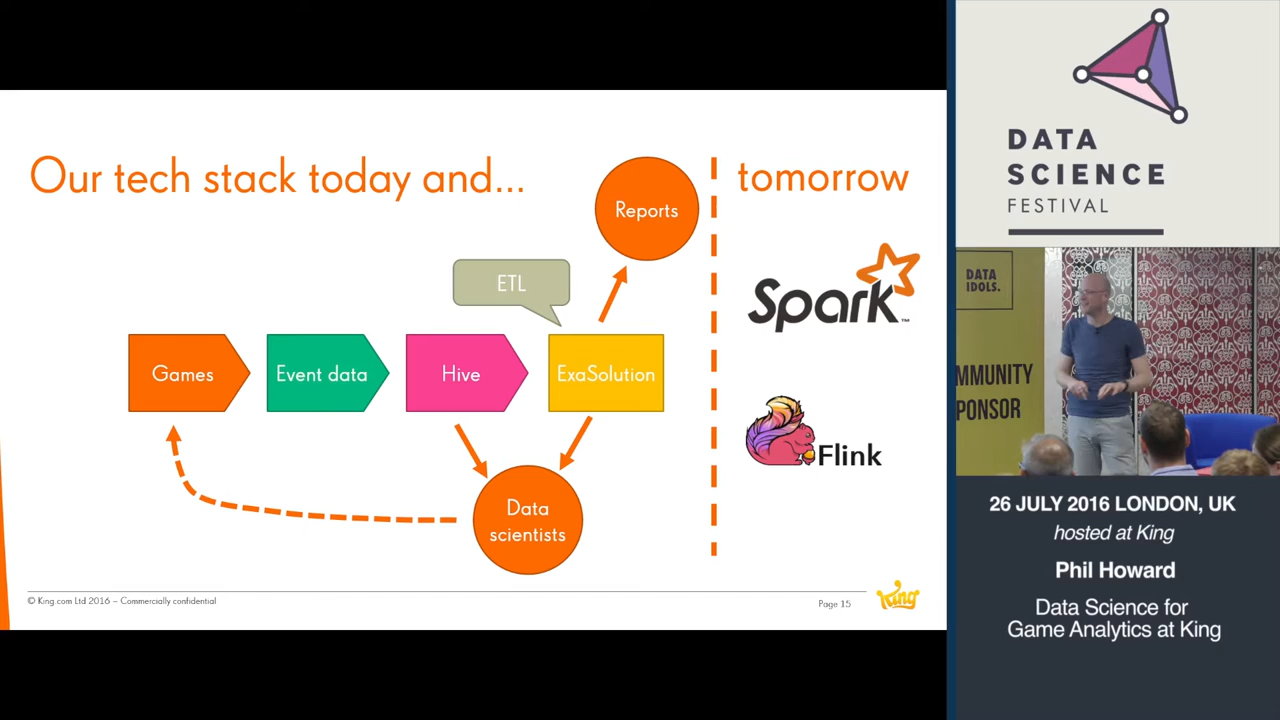 Our tech stack today and...
tomorrow
Reports
ETL
Games
Event data
Hive
ExaSolution
Data
scientists
Spark™
Flink
© King.com Ltd 2016 – Commercially confidential
Page 15
King
DATA
SCIENCE
FESTIVAL
DATA
IDOLS.
MMUNITY
PONSOR
26 JULY 2016 LONDON, UK
hosted at King
Phil Howard
Data Science for
Game Analytics at King